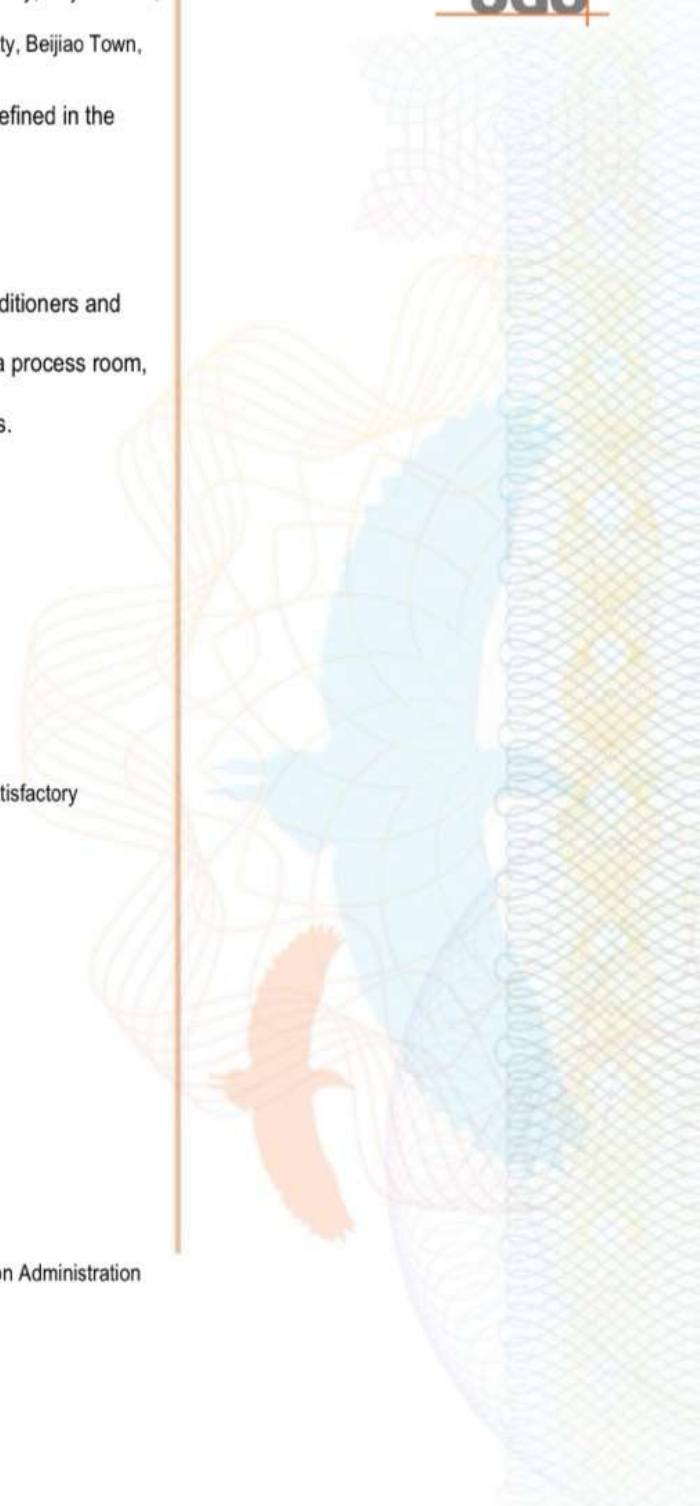 ty, Beijiao Town,
efined in the
ditioners and
a process room,
s.
tisfactory
on Administration